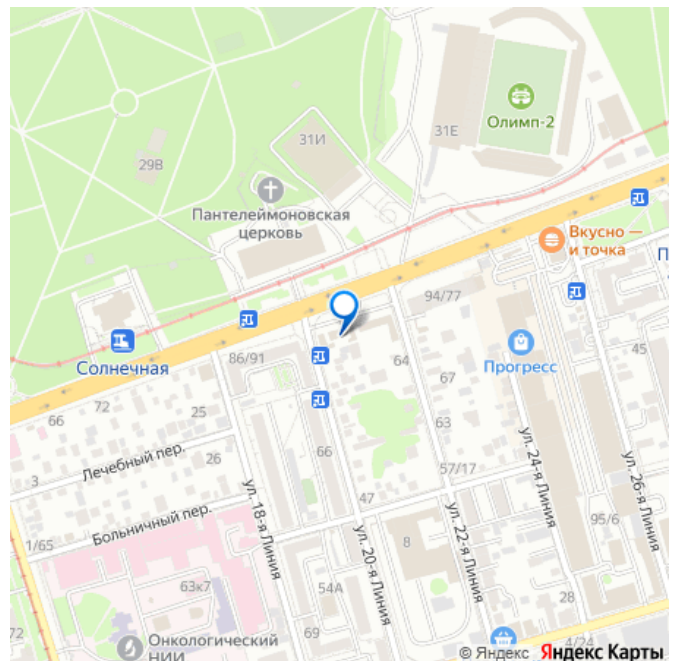 Олимп-2
31Е
31И
29В
Пантелеймоновская
церковь
Вкусно —
и точка
П
94/77
Солнечная
86/91
64
Прогресс
45
67
72
66
25
63
ул. 24-я Линия
ул. 26-я Линия
Лечебный пер.
26
66
57/17
3
ул. 18-я Линия
47
Больничный пер.
ул. 20-я Линия
ул. 22-я Линия
95/6
1/65
8
63к7
54А
28
72
69
Онкологический
НИИ
4/24
© Яндекс Яндекс Карты